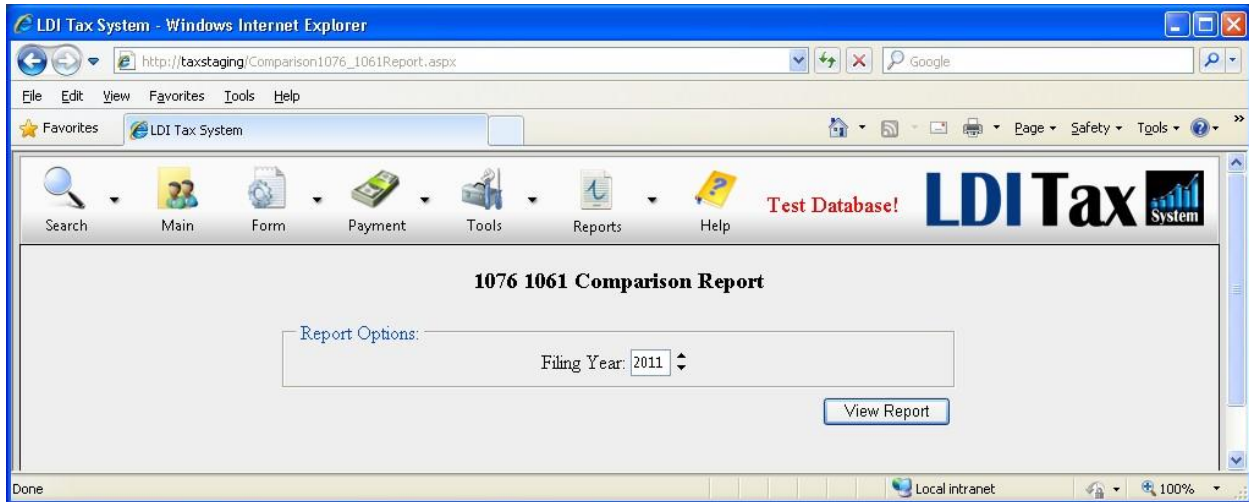 LDI Tax System - Windows Internet Explorer
http://taxstaging/Comparison1076_1061Report.aspx
Google
File Edit View Favorites Tools Help
Favorites LDI Tax System Page Safety Tools »
Search Main Form Payment Tools Reports Help Test Database! LDI Tax System
1076 1061 Comparison Report
Report Options:
Filing Year: 2011
View Report
Done Local intranet 100%